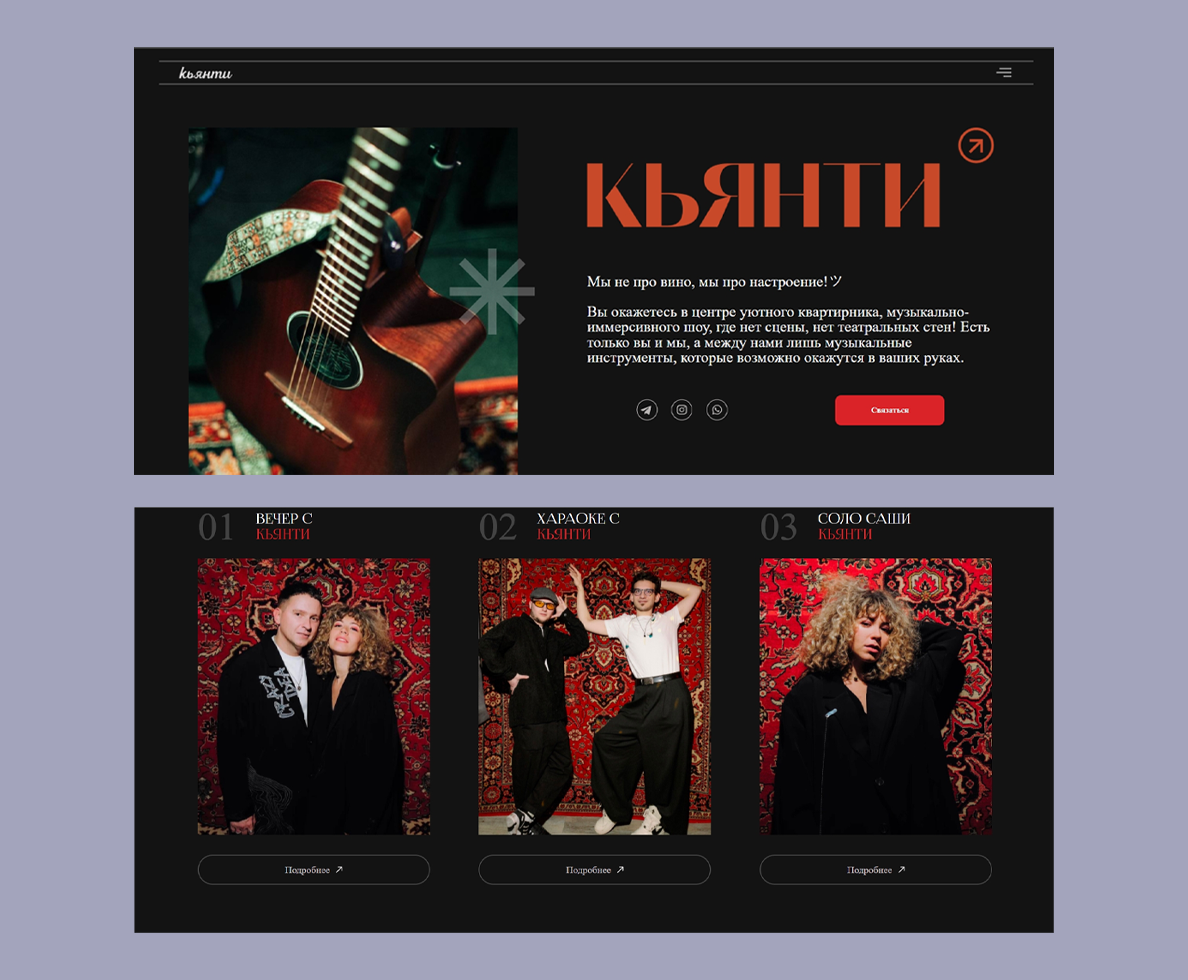 кьянти
КЬЯНТИ
Мы не про вино, мы про настроение!ツ
Вы окажетесь в центре уютного квартирника, музыкально-
иммерсивного шоу, где нет сцены, нет театральных стен! Есть
только вы и мы, а между нами лишь музыкальные
инструменты, которые возможно окажутся в ваших руках.
Связаться
01 ВЕЧЕР С
КЬЯНТИ
02 ХАРАОКЕ С
КЬЯНТИ
03 СОЛО САШИ
КЬЯНТИ
Подробнее
Подробнее
Подробнее